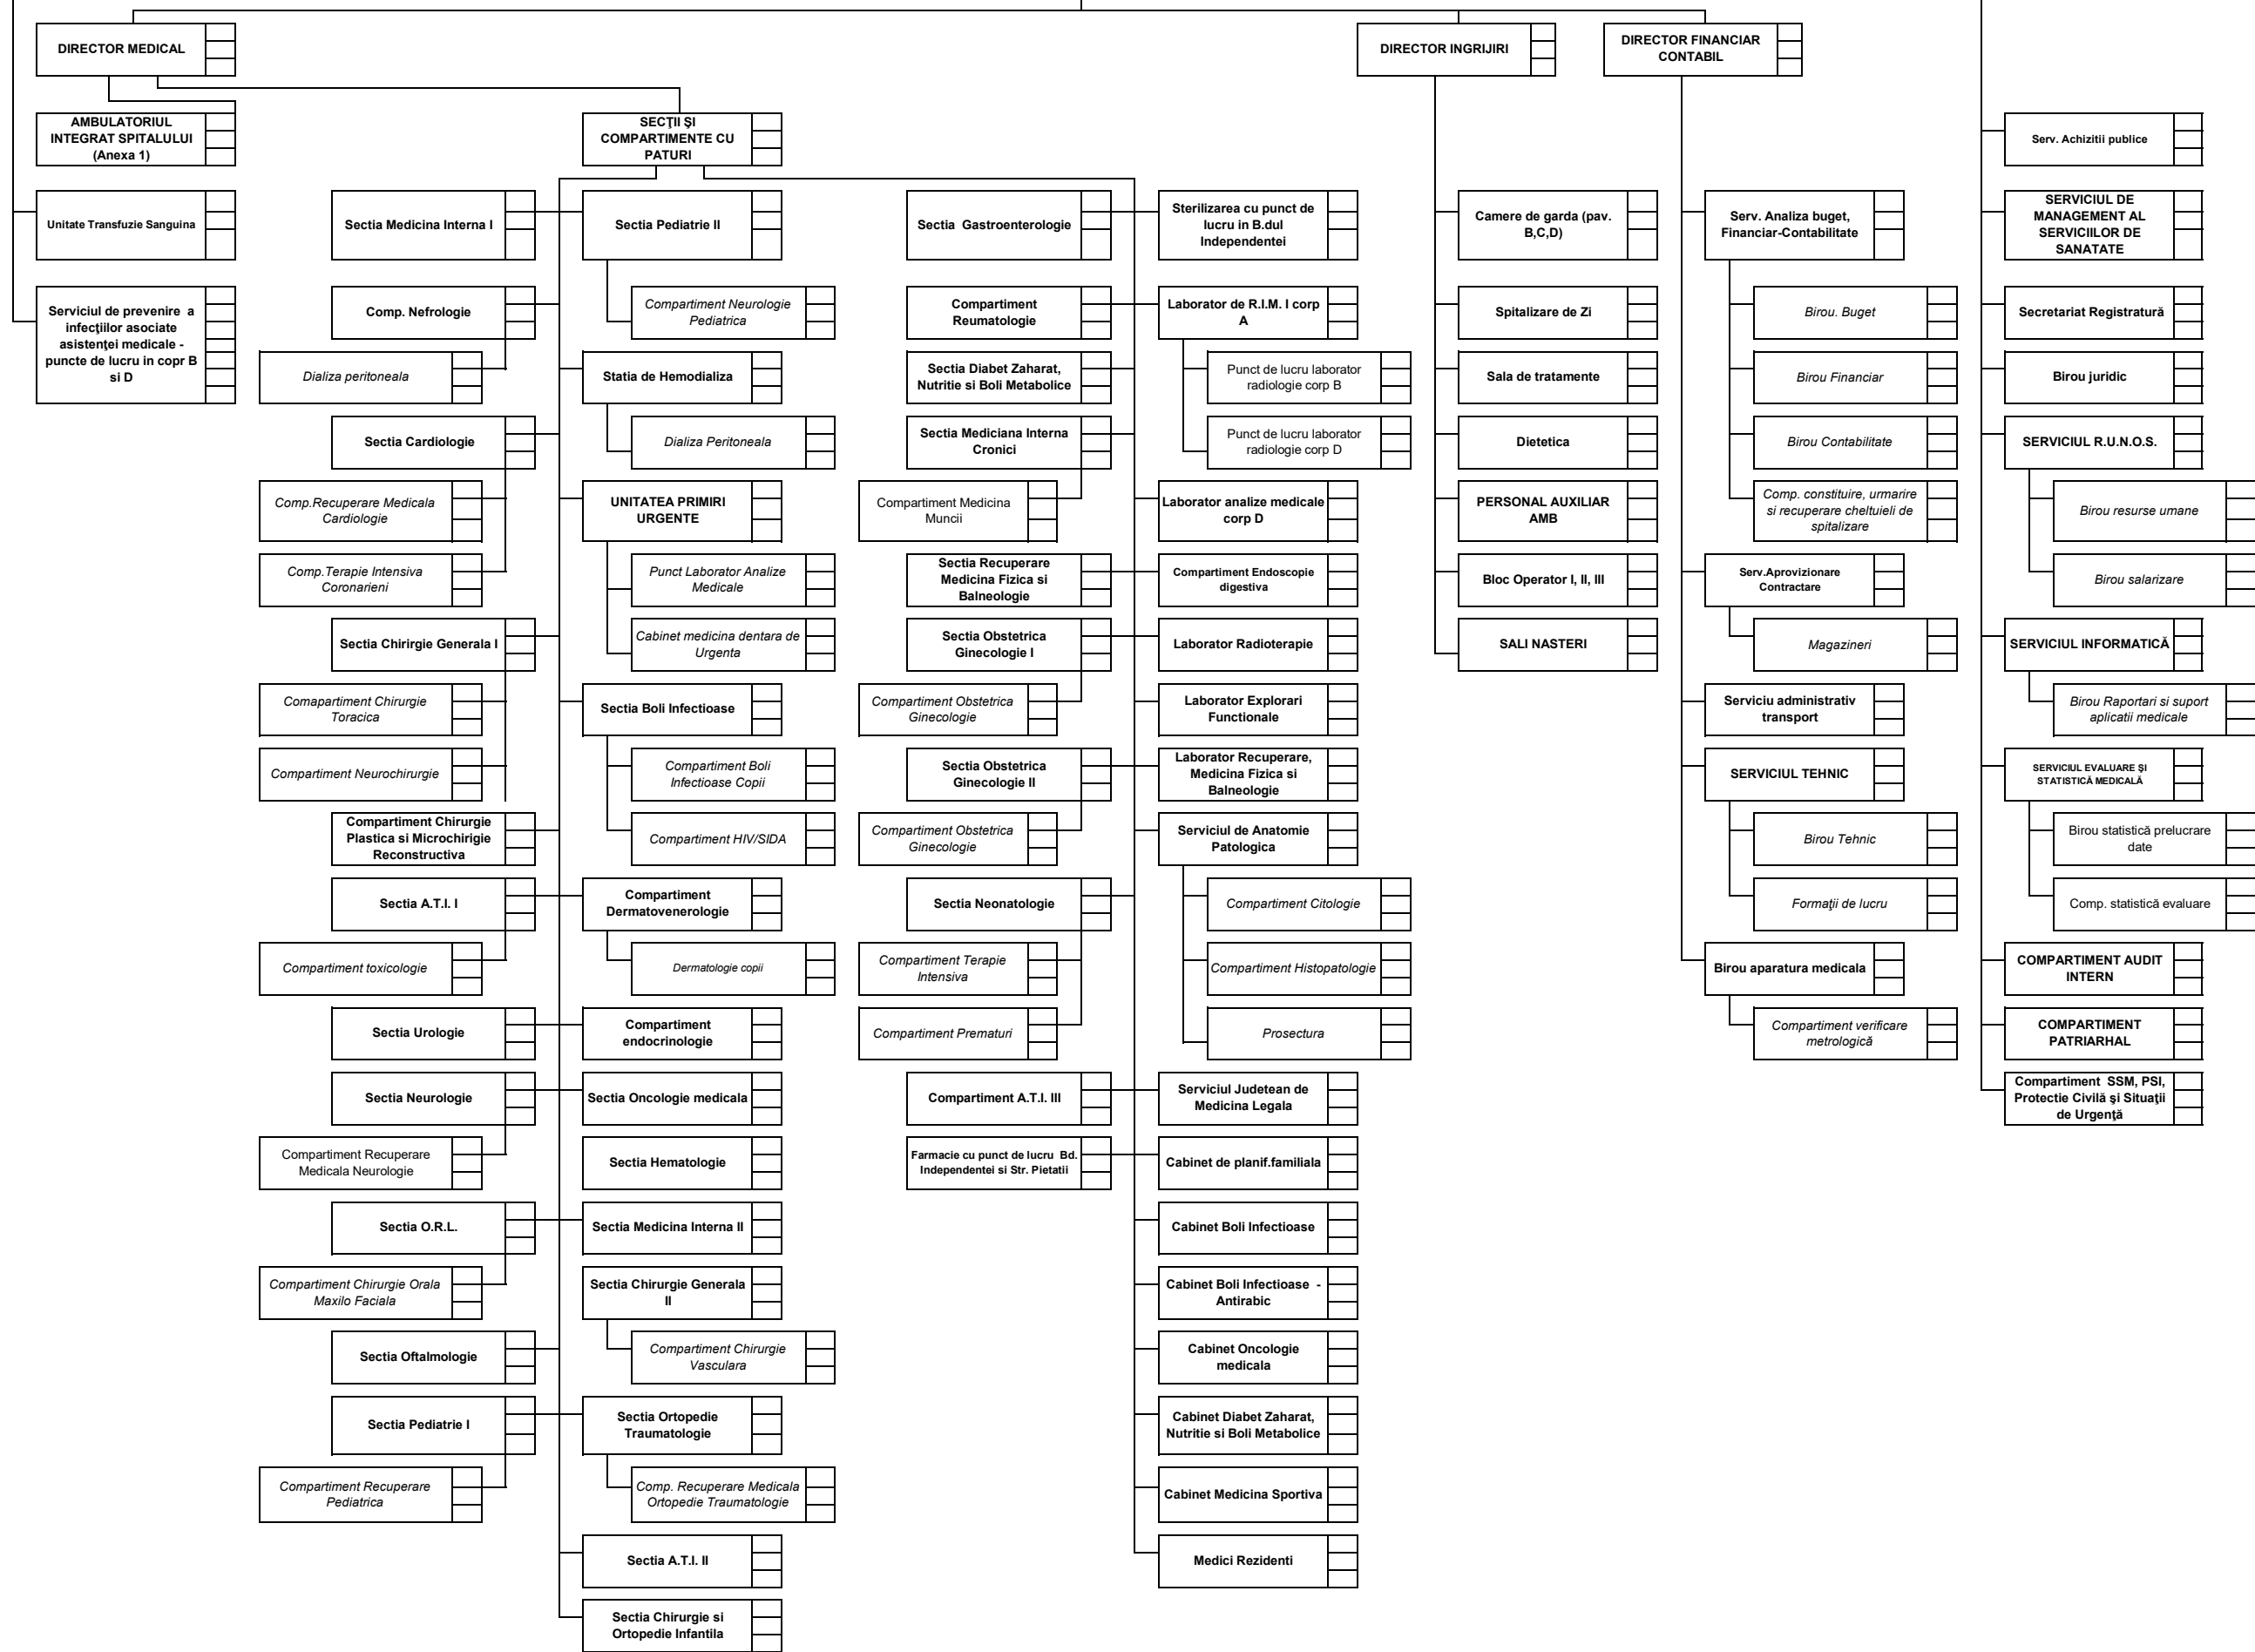 DIRECTOR MEDICAL
DIRECTOR INGRIJIRI
DIRECTOR FINANCIAR
CONTABIL
AMBULATORIUL
INTEGRAT SPITALULUI
(Anexa 1)
SECŢII ŞI
COMPARTIMENTE CU
PATURI
Serv. Achizitii publice
Unitate Transfuzie Sanguina
Sectia Medicina Interna I
Sectia Pediatrie II
Sectia  Gastroenterologie
Sterilizarea cu punct de
lucru in B.dul
Independentei
Camere de garda (pav.
B,C,D)
Serv. Analiza buget,
Financiar-Contabilitate
SERVICIUL DE
MANAGEMENT AL
SERVICIILOR DE
SANATATE
Serviciul de prevenire  a
infecţiilor asociate
asistenţei medicale -
puncte de lucru in copr B
si D
Comp. Nefrologie
Compartiment Neurologie
Pediatrica
Compartiment
Reumatologie
Laborator de R.I.M. I corp
A
Spitalizare de Zi
Birou. Buget
Secretariat Registratură
Dializa peritoneala
Statia de Hemodializa
Sectia Diabet Zaharat,
Nutritie si Boli Metabolice
Punct de lucru laborator
radiologie corp B
Sala de tratamente
Birou Financiar
Birou juridic
Sectia Cardiologie
Dializa Peritoneala
Sectia Mediciana Interna
Cronici
Punct de lucru laborator
radiologie corp D
Dietetica
Birou Contabilitate
SERVICIUL R.U.N.O.S.
Comp.Recuperare Medicala
Cardiologie
UNITATEA PRIMIRI
URGENTE
Compartiment Medicina
Muncii
Laborator analize medicale
corp D
PERSONAL AUXILIAR
AMB
Comp. constituire, urmarire
si recuperare cheltuieli de
spitalizare
Birou resurse umane
Comp.Terapie Intensiva
Coronarieni
Punct Laborator Analize
Medicale
Sectia Recuperare
Medicina Fizica si
Balneologie
Compartiment Endoscopie
digestiva
Bloc Operator I, II, III
Serv.Aprovizionare
Contractare
Birou salarizare
Sectia Chirirgie Generala I
Cabinet medicina dentara de
Urgenta
Sectia Obstetrica
Ginecologie I
Laborator Radioterapie
SALI NASTERI
Magazineri
SERVICIUL INFORMATICĂ
Comapartiment Chirurgie
Toracica
Sectia Boli Infectioase
Compartiment Obstetrica
Ginecologie
Laborator Explorari
Functionale
Serviciu administrativ
transport
Birou Raportari si suport
aplicatii medicale
Compartiment Neurochirurgie
Compartiment Boli
Infectioase Copii
Sectia Obstetrica
Ginecologie II
Laborator Recuperare,
Medicina Fizica si
Balneologie
SERVICIUL TEHNIC
SERVICIUL EVALUARE ŞI
STATISTICĂ MEDICALĂ
Compartiment Chirurgie
Plastica si Microchirigie
Reconstructiva
Compartiment HIV/SIDA
Compartiment Obstetrica
Ginecologie
Serviciul de Anatomie
Patologica
Birou Tehnic
Birou statistică prelucrare
date
Sectia A.T.I. I
Compartiment
Dermatovenerologie
Sectia Neonatologie
Compartiment Citologie
Formaţii de lucru
Comp. statistică evaluare
Compartiment toxicologie
Dermatologie copii
Compartiment Terapie
Intensiva
Compartiment Histopatologie
Birou aparatura medicala
COMPARTIMENT AUDIT
INTERN
Sectia Urologie
Compartiment
endocrinologie
Compartiment Prematuri
Prosectura
Compartiment verificare
metrologică
COMPARTIMENT
PATRIARHAL
Sectia Neurologie
Sectia Oncologie medicala
Compartiment A.T.I. III
Serviciul Judetean de
Medicina Legala
Compartiment  SSM, PSI,
Protectie Civilă şi Situaţii
de Urgenţă
Compartiment Recuperare
Medicala Neurologie
Sectia Hematologie
Farmacie cu punct de lucru  Bd.
Independentei si Str. Pietatii
Cabinet de planif.familiala
Sectia O.R.L.
Sectia Medicina Interna II
Cabinet Boli Infectioase
Compartiment Chirurgie Orala
Maxilo Faciala
Sectia Chirurgie Generala
II
Cabinet Boli Infectioase  -
Antirabic
Sectia Oftalmologie
Compartiment Chirurgie
Vasculara
Cabinet Oncologie
medicala
Sectia Pediatrie I
Sectia Ortopedie
Traumatologie
Cabinet Diabet Zaharat,
Nutritie si Boli Metabolice
Compartiment Recuperare
Pediatrica
Comp. Recuperare Medicala
Ortopedie Traumatologie
Cabinet Medicina Sportiva
Sectia A.T.I. II
Medici Rezidenti
Sectia Chirurgie si
Ortopedie Infantila